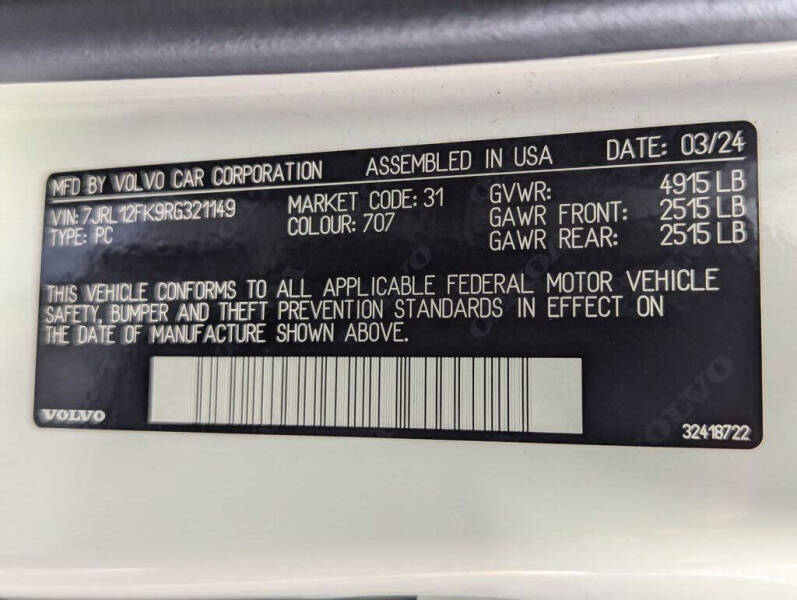 MFD BY VOLVO CAR CORPORATION ASSEMBLED IN USA DATE: 03/24
VIN: 7JRL12FK9RG321149 MARKET CODE: 31 GVWR: 4915 LB
TYPE: PC COLOUR: 707 GAWR FRONT: 2515 LB
GAWR REAR: 2515 LB
THIS VEHICLE CONFORMS TO ALL APPLICABLE FEDERAL MOTOR VEHICLE
SAFETY, BUMPER AND THEFT PREVENTION STANDARDS IN EFFECT ON
THE DATE OF MANUFACTURE SHOWN ABOVE.
VOLVO
VOLVO
32418722